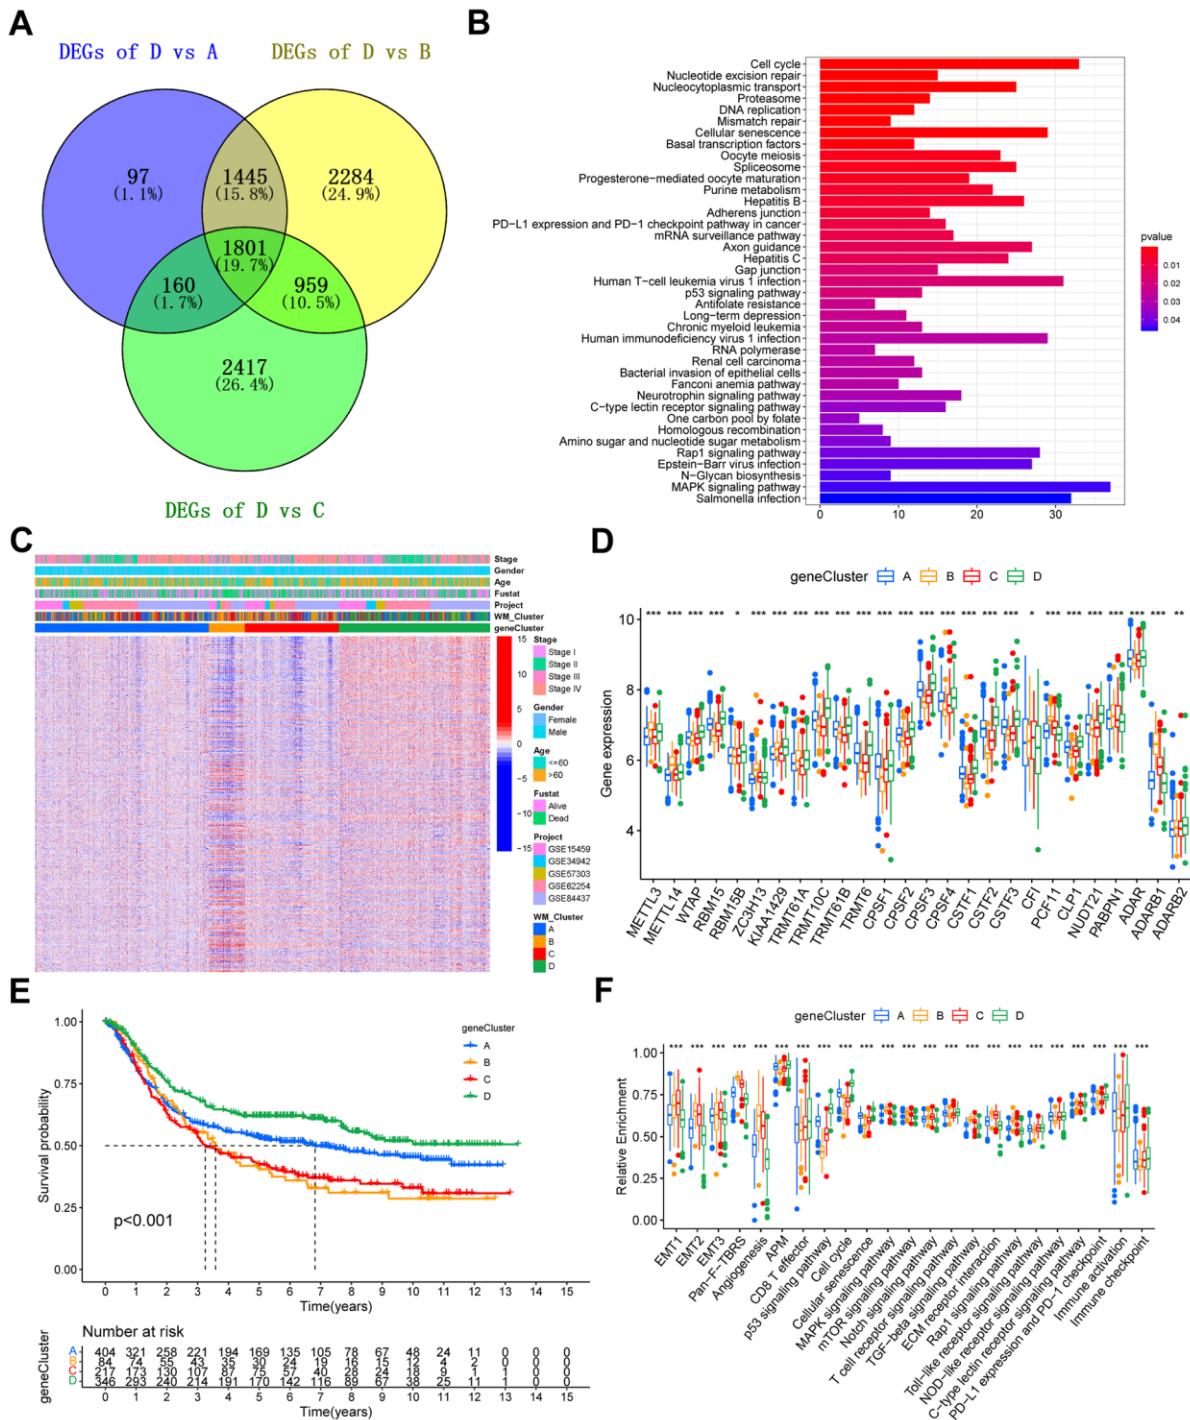 A
DEGs of D vs A
DEGs of D vs B
97
(1.1%)
1445
(15.8%)
2284
(24.9%)
1801
(19.7%)
160
(1.7%)
959
(10.5%)
2417
(26.4%)
DEGs of D vs C
B
Cell cycle
Nucleotide excision repair
Nucleocytoplasmic transport
Proteasome
DNA replication
Mismatch repair
Cellular senescence
Basal transcription factors
Oocyte meiosis
Spliceosome
Progesterone−mediated oocyte maturation
Purine metabolism
Hepatitis B
Adherens junction
PD−L1 expression and PD−1 checkpoint pathway in cancer
mRNA surveillance pathway
Axon guidance
Hepatitis C
Gap junction
Human T−cell leukemia virus 1 infection
p53 signaling pathway
Antifolate resistance
Long−term depression
Chronic myeloid leukemia
Human immunodeficiency virus 1 infection
RNA polymerase
Renal cell carcinoma
Bacterial invasion of epithelial cells
Fanconi anemia pathway
Neurotrophin signaling pathway
C−type lectin receptor signaling pathway
One carbon pool by folate
Homologous recombination
Amino sugar and nucleotide sugar metabolism
Rap1 signaling pathway
Epstein−Barr virus infection
N−Glycan biosynthesis
MAPK signaling pathway
Salmonella infection
0 10 20 30
pvalue
0.01
0.02
0.03
0.04
C
Stage
Gender
Age
Fustat
Project
WM_Cluster
geneCluster
15
10
5
0
−5
−10
−15
Stage
Stage I
Stage II
Stage III
Stage IV
Gender
Female
Male
Age
<=60
>60
Fustat
Alive
Dead
Project
GSE15459
GSE34942
GSE57303
GSE62254
GSE84437
WM_Cluster
A
B
C
D
D
geneCluster A B C D
*** *** *** *** * *** *** *** *** *** *** *** *** *** *** *** *** *** * *** *** *** *** *** *** **
Gene expression
10
8
6
4
METTL3
METTL14
WTAP
RBM15
RBM15B
ZC3H13
KIAA1429
TRMT61A
TRMT10C
TRMT61B
TRMT6
CPSF1
CPSF2
CPSF3
CPSF4
CSTF1
CSTF2
CSTF3
CFI
PCF11
CLP1
NUDT21
PABPN1
ADAR
ADARB1
ADARB2
E
Survival probability
1.00
0.75
0.50
0.25
0.00
p<0.001
geneCluster
A
B
C
D
0 1 2 3 4 5 6 7 8 9 10 11 12 13 14 15
Time(years)
Number at risk
geneCluster
A 404 321 258 221 194 169 135 105 78 67 48 24 11 0 0 0
B 84 74 55 43 35 30 24 19 16 15 12 4 2 0 0 0
C 217 173 130 107 87 75 57 40 28 24 18 9 1 1 0 0
D 346 293 240 214 191 170 142 116 89 67 38 25 11 1 0 0
0 1 2 3 4 5 6 7 8 9 10 11 12 13 14 15
Time(years)
F
geneCluster A B C D
*** *** *** *** *** *** *** *** *** *** *** *** *** *** *** *** *** *** *** *** *** *** ***
Relative Enrichment
1.00
0.75
0.50
0.25
0.00
EMT1
EMT2
EMT3
Pan−F−TBRS
Angiogenesis
APM
CD8 T effector
p53 signaling pathway
Cell cycle
Cellular senescence
MAPK signaling pathway
mTOR signaling pathway
Notch signaling pathway
T cell receptor signaling pathway
TGF−beta signaling pathway
ECM receptor interaction
Rap1 signaling pathway
Toll−like receptor signaling pathway
NOD−like receptor signaling pathway
C−type lectin receptor signaling pathway
PD−L1 expression and PD−1 checkpoint
Immune activation
Immune checkpoint